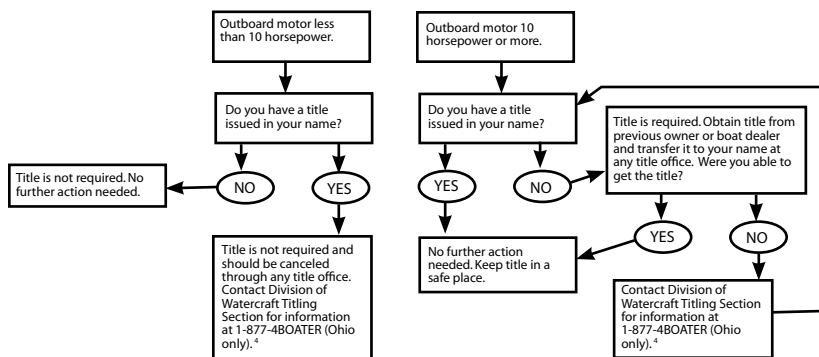 Outboard motor less
than 10 horsepower.
Outboard motor 10
horsepower or more.
Do you have a title
issued in your name?
Do you have a title
issued in your name?
Title is required. Obtain title from
previous owner or boat dealer
and transfer it to your name at
any title office. Were you able to
get the title?
Title is not required. No
further action needed.
NO
YES
YES
NO
YES
NO
Title is not required and
should be canceled
through any title office.
Contact Division of
Watercraft Titling
Section for information
at 1-877-4BOATER (Ohio
only). 4
No further action
needed. Keep title in a
safe place.
Contact Division of
Watercraft Titling Section
for information at
1-877-4BOATER (Ohio
only). 4